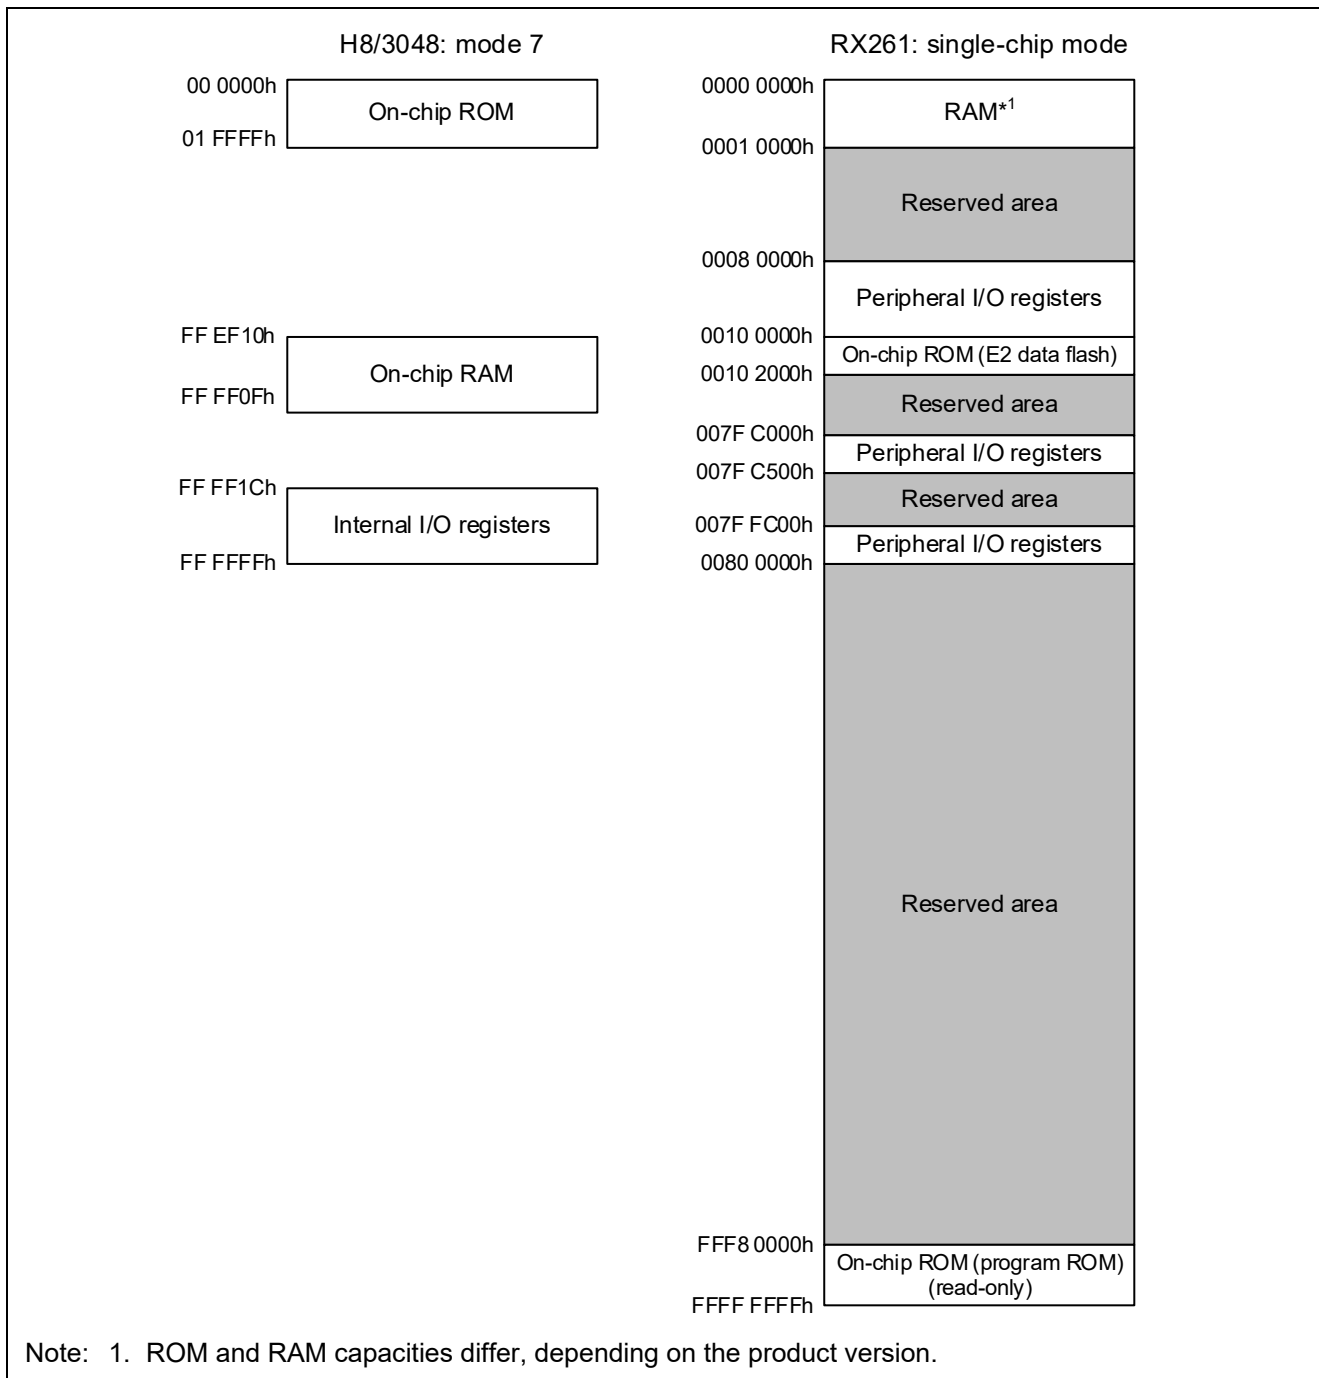 H8/3048: mode 7
00 0000h
On-chip ROM
01 FFFFh
FF EF10h
On-chip RAM
FF FF0Fh
FF FF1Ch
Internal I/O registers
FF FFFFh
RX261: single-chip mode
0000 0000h
RAM*1
0001 0000h
Reserved area
0008 0000h
Peripheral I/O registers
0010 0000h
On-chip ROM (E2 data flash)
0010 2000h
Reserved area
007F C000h
Peripheral I/O registers
007F C500h
Reserved area
007F FC00h
Peripheral I/O registers
0080 0000h
Reserved area
FFF8 0000h
On-chip ROM (program ROM)
(read-only)
FFFF FFFFh
Note: 1. ROM and RAM capacities differ, depending on the product version.